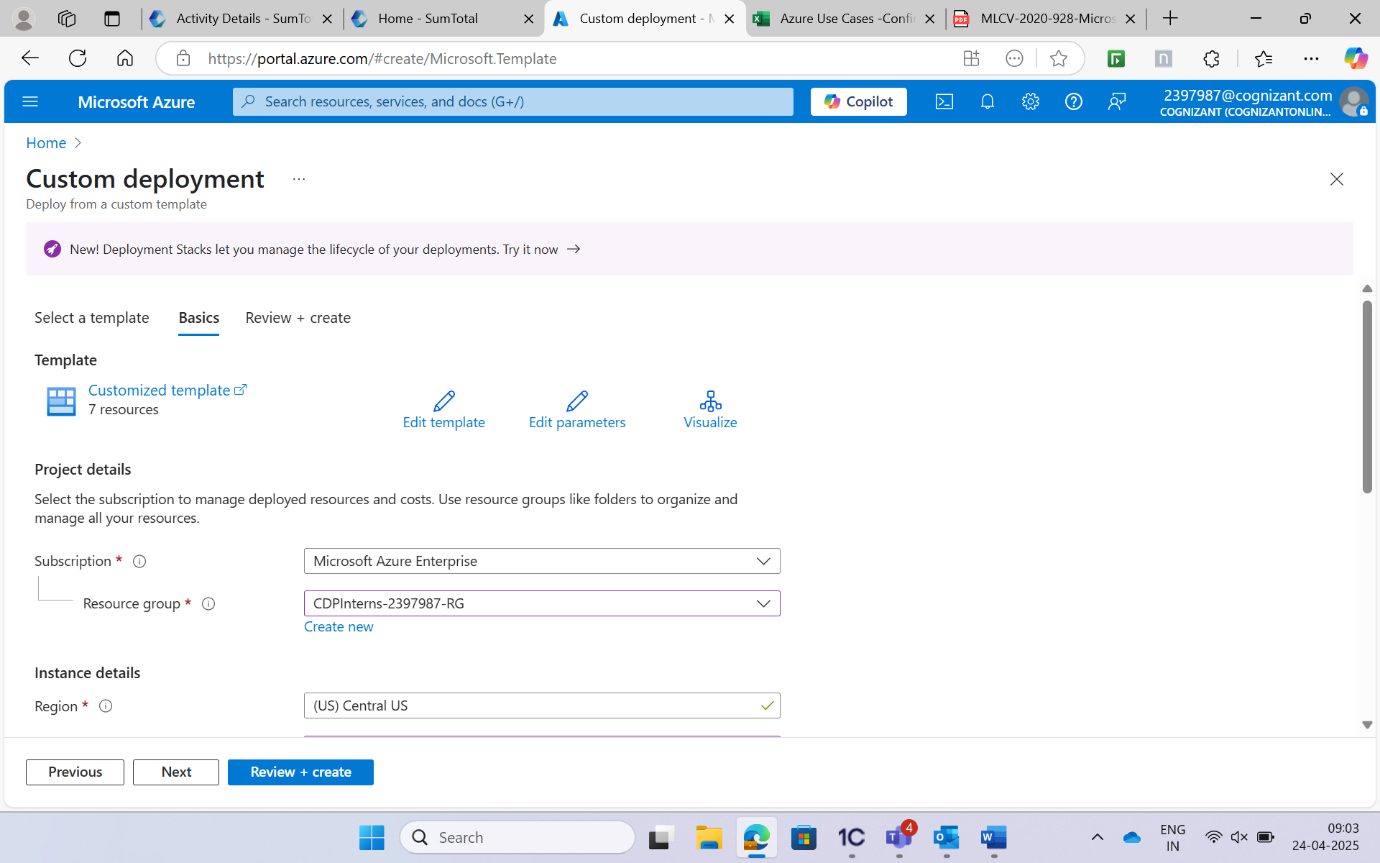 Activity Details - SumTo
Home - SumTotal
Custom deployment - M
Azure Use Cases -Confi
MLCV-2020-928-Micros
https://portal.azure.com/#create/Microsoft.Template
Microsoft Azure
Search resources, services, and docs (G+/)
Copilot
2397987@cognizant.com
COGNIZANT (COGNIZANTONLIN...
Home
Custom deployment
Deploy from a custom template
New! Deployment Stacks let you manage the lifecycle of your deployments. Try it now
Select a template
Basics
Review + create
Template
Customized template
7 resources
Edit template
Edit parameters
Visualize
Project details
Select the subscription to manage deployed resources and costs. Use resource groups like folders to organize and
manage all your resources.
Subscription *
Microsoft Azure Enterprise
Resource group *
CDPInterns-2397987-RG
Create new
Instance details
Region *
(US) Central US
Previous
Next
Review + create
Search
1C
4
ENG
IN
09:03
24-04-2025